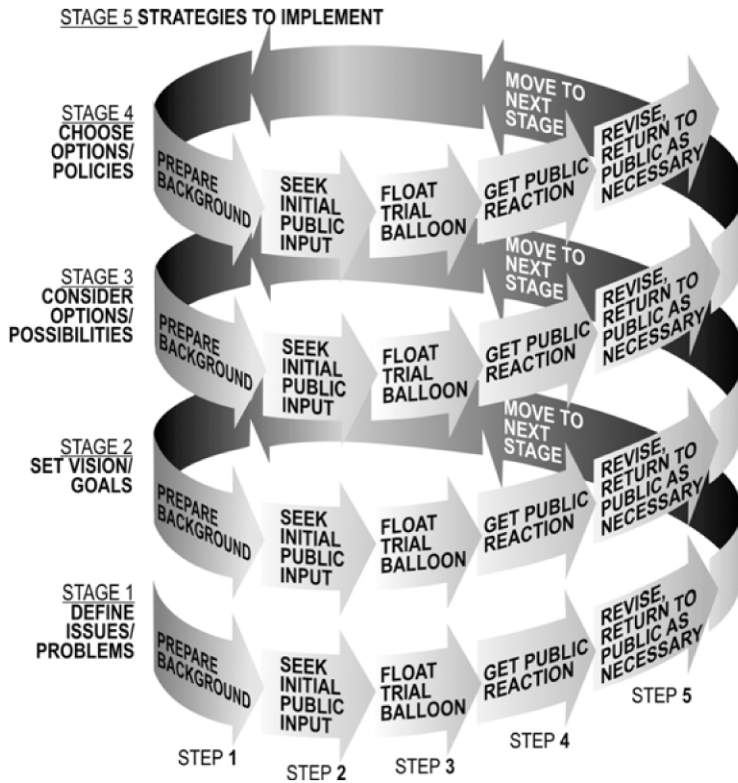 STAGE 5 STRATEGIES TO IMPLEMENT
STAGE 4
CHOOSE
OPTIONS/
POLICIES
PREPARE
BACKGROUND
SEEK
INITIAL
PUBLIC
INPUT
FLOAT
TRIAL
BALLOON
GET PUBLIC
REACTION
REVISE,
RETURN TO
PUBLIC AS
NECESSARY
MOVE TO
NEXT
STAGE
STAGE 3
CONSIDER
OPTIONS/
POSSIBILITIES
PREPARE
BACKGROUND
SEEK
INITIAL
PUBLIC
INPUT
FLOAT
TRIAL
BALLOON
GET PUBLIC
REACTION
REVISE,
RETURN TO
PUBLIC AS
NECESSARY
MOVE TO
NEXT
STAGE
STAGE 2
SET VISION/
GOALS
PREPARE
BACKGROUND
SEEK
INITIAL
PUBLIC
INPUT
FLOAT
TRIAL
BALLOON
GET PUBLIC
REACTION
REVISE,
RETURN TO
PUBLIC AS
NECESSARY
MOVE TO
NEXT
STAGE
STAGE 1
DEFINE
ISSUES/
PROBLEMS
PREPARE
BACKGROUND
SEEK
INITIAL
PUBLIC
INPUT
FLOAT
TRIAL
BALLOON
GET PUBLIC
REACTION
REVISE,
RETURN TO
PUBLIC AS
NECESSARY
STEP 1
STEP 2
STEP 3
STEP 4
STEP 5